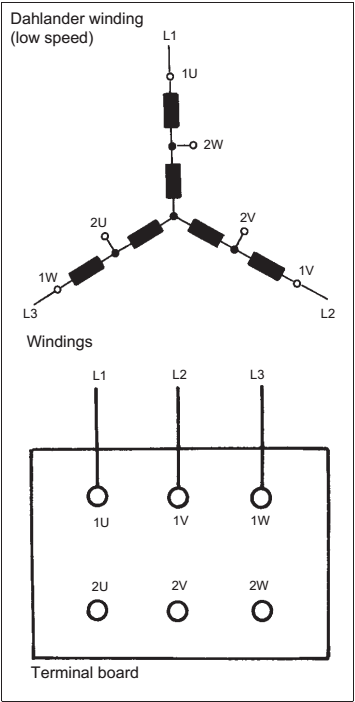 Dahlander winding
(low speed)
L1
1U
2W
2U
2V
1W
1V
L3
L2
Windings
L1
L2
L3
1U
1V
1W
2U
2V
2W
Terminal board